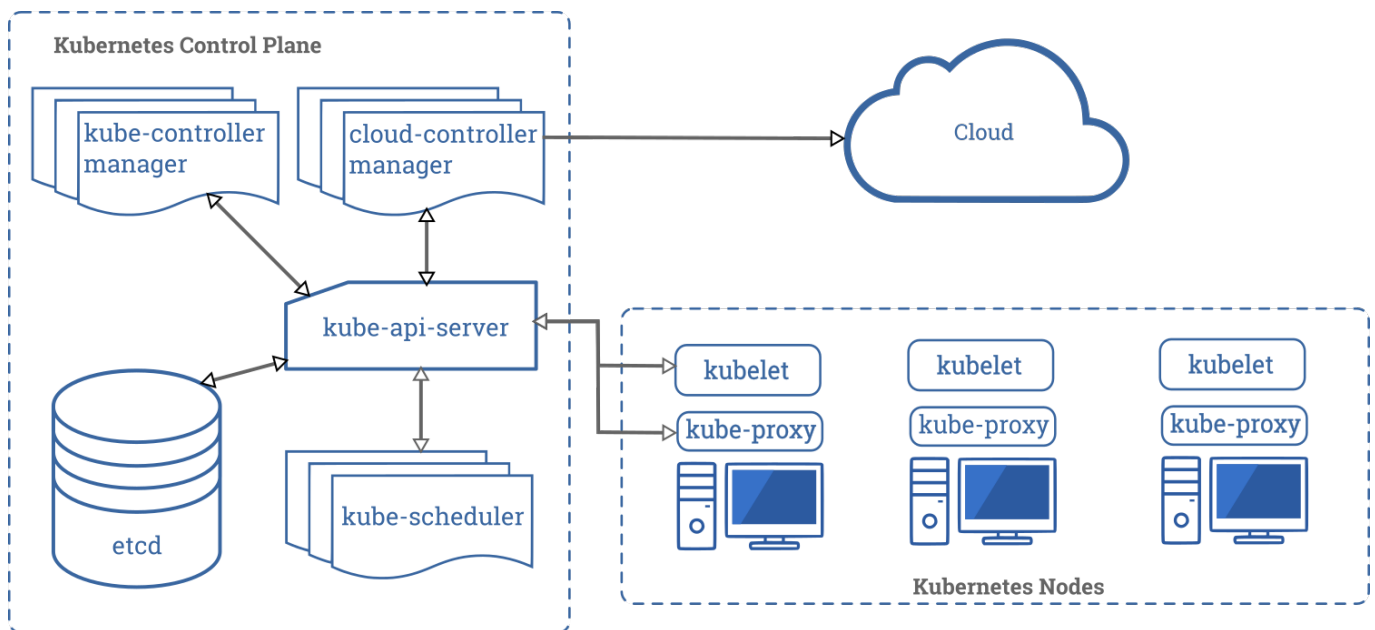 Kubernetes Control Plane
kube-controller
manager
cloud-controller
manager
Cloud
kube-api-server
etcd
kube-scheduler
kubelet
kube-proxy
kubelet
kube-proxy
kubelet
kube-proxy
Kubernetes Nodes